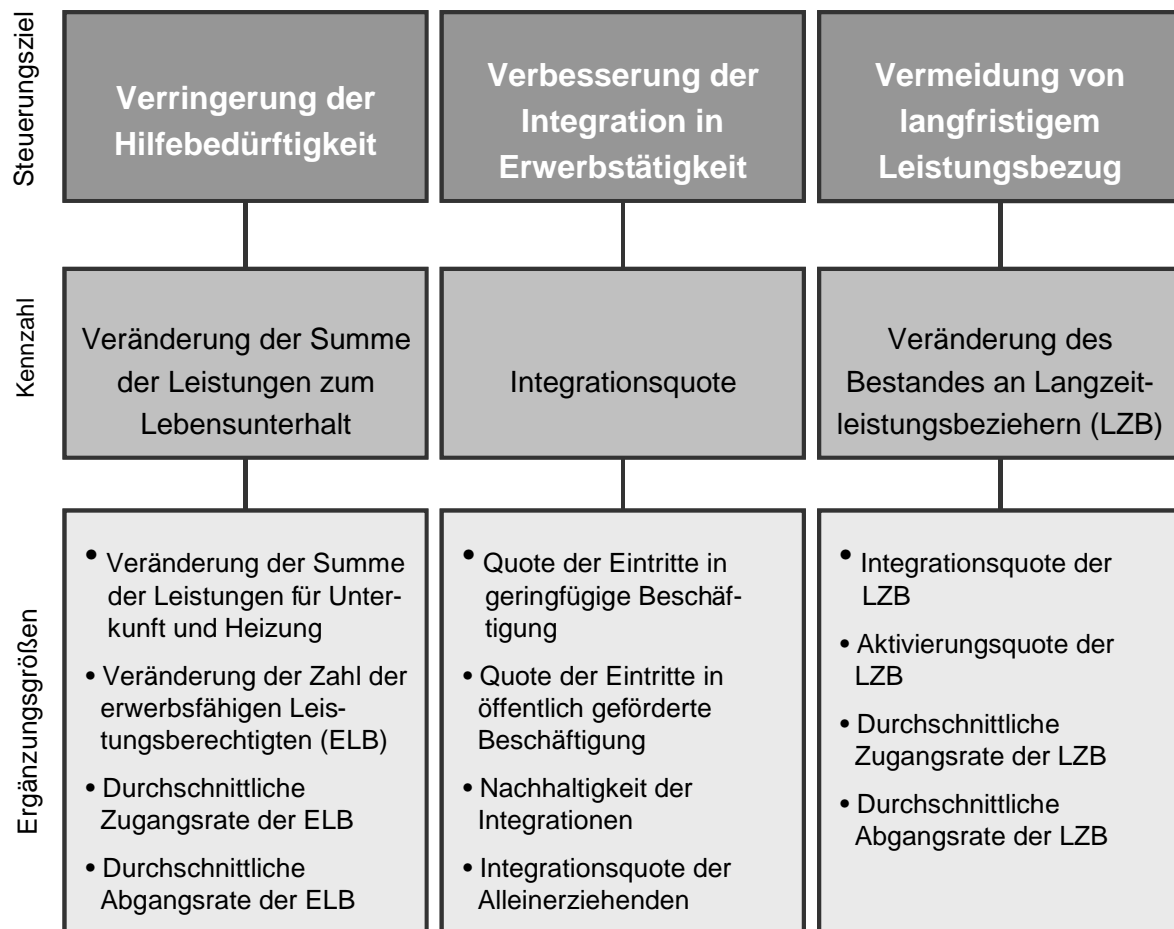 Steuerungsziel
Verringerung der
Hilfebedürftigkeit
Verbesserung der
Integration in
Erwerbstätigkeit
Vermeidung von
langfristigem
Leistungsbezug
Kennzahl
Veränderung der Summe
der Leistungen zum
Lebensunterhalt
Integrationsquote
Veränderung des
Bestandes an Langzeit-
leistungsbeziehern (LZB)
Ergänzungsgrößen
• Veränderung der Summe
der Leistungen für Unter-
kunft und Heizung
• Veränderung der Zahl der
erwerbsfähigen Leis-
tungsberechtigten (ELB)
• Durchschnittliche
Zugangsrate der ELB
• Durchschnittliche
Abgangsrate der ELB
• Quote der Eintritte in
geringfügige Beschäf-
tigung
• Quote der Eintritte in
öffentlich geförderte
Beschäftigung
• Nachhaltigkeit der
Integrationen
• Integrationsquote der
Alleinerziehenden
• Integrationsquote der
LZB
• Aktivierungsquote der
LZB
• Durchschnittliche
Zugangsrate der LZB
• Durchschnittliche
Abgangsrate der LZB